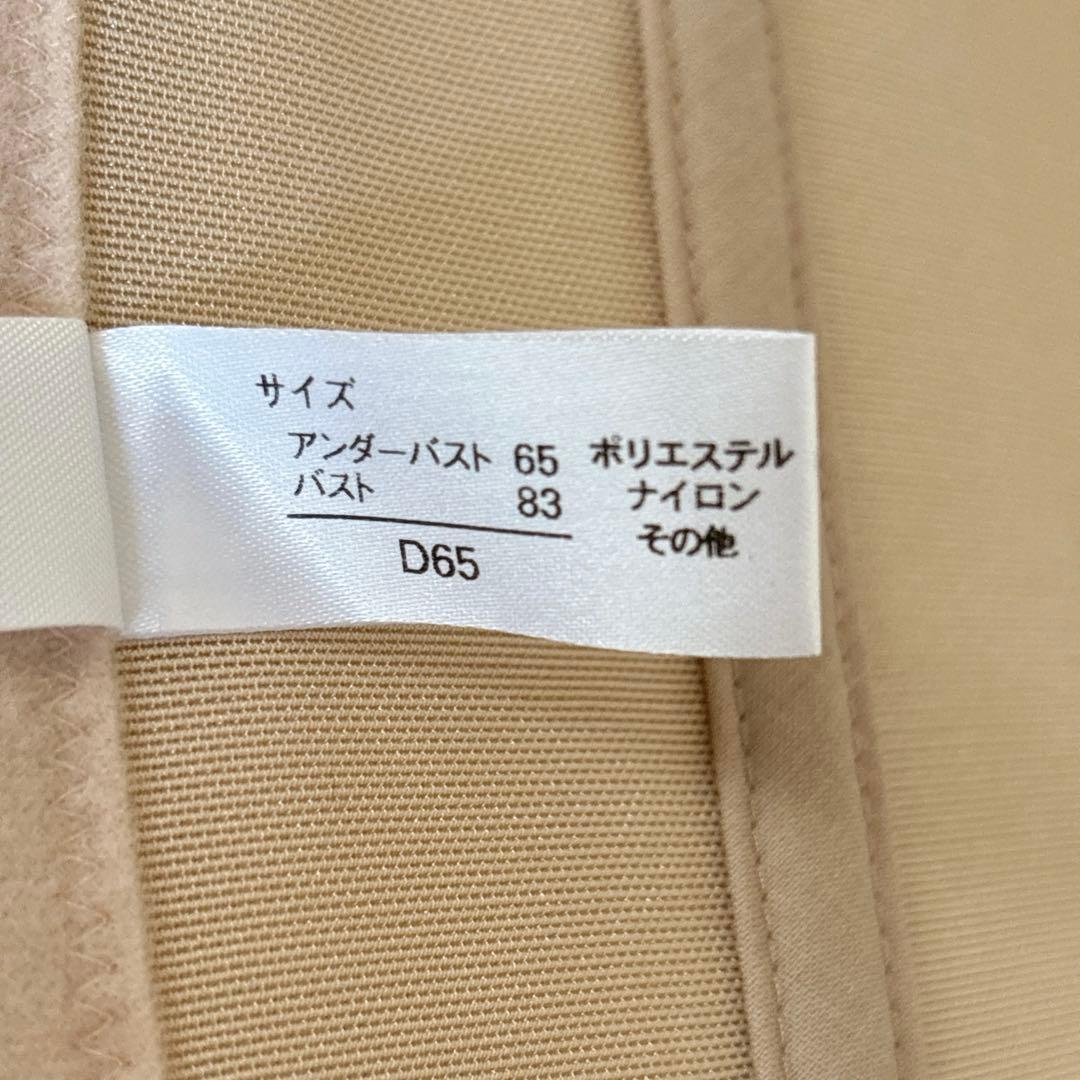 サイズ
アンダーバスト 65
バスト 83
D65
ポリエステル
ナイロン
その他